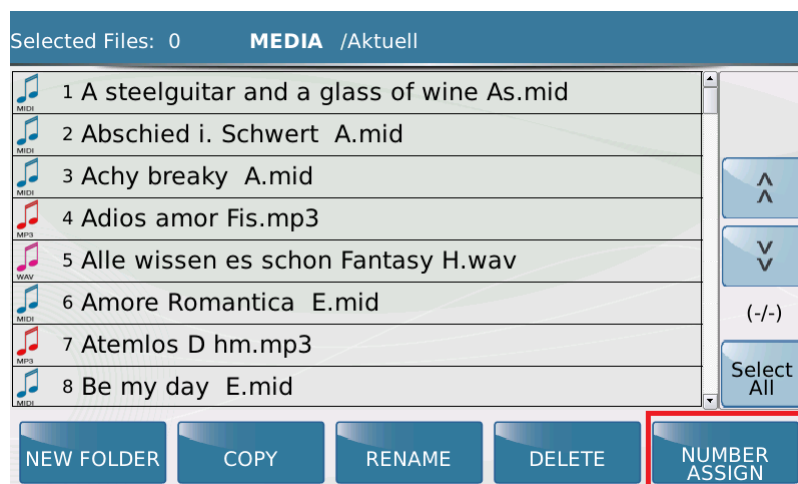 Selected Files: 0 MEDIA /Aktuell
MIDI 1 A steelguitar and a glass of wine As.mid
MIDI 2 Abschied i. Schwert A.mid
MIDI 3 Achy breaky A.mid
MP3 4 Adios amor Fis.mp3
WAV 5 Alle wissen es schon Fantasy H.wav
MIDI 6 Amore Romantica E.mid
(-/-)
MP3 7 Atemlos D hm.mp3
MIDI 8 Be my day E.mid
Select
All
NEW FOLDER COPY RENAME DELETE NUMBER
ASSIGN